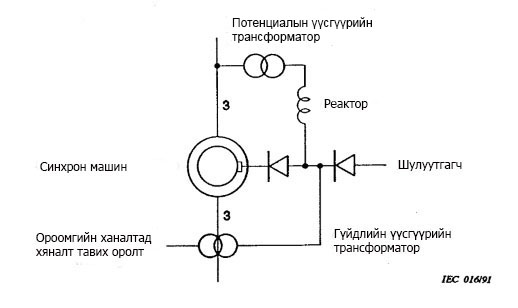 Потенциалын үүсгүүрийн
трансформатор
3
Реактор
Синхрон машин
Шулуутгагч
3
Ороомгийн ханалтад
хяналт тавих оролт
Гүйдлийн үүсгүүрийн
трансформатор
IEC 016/91